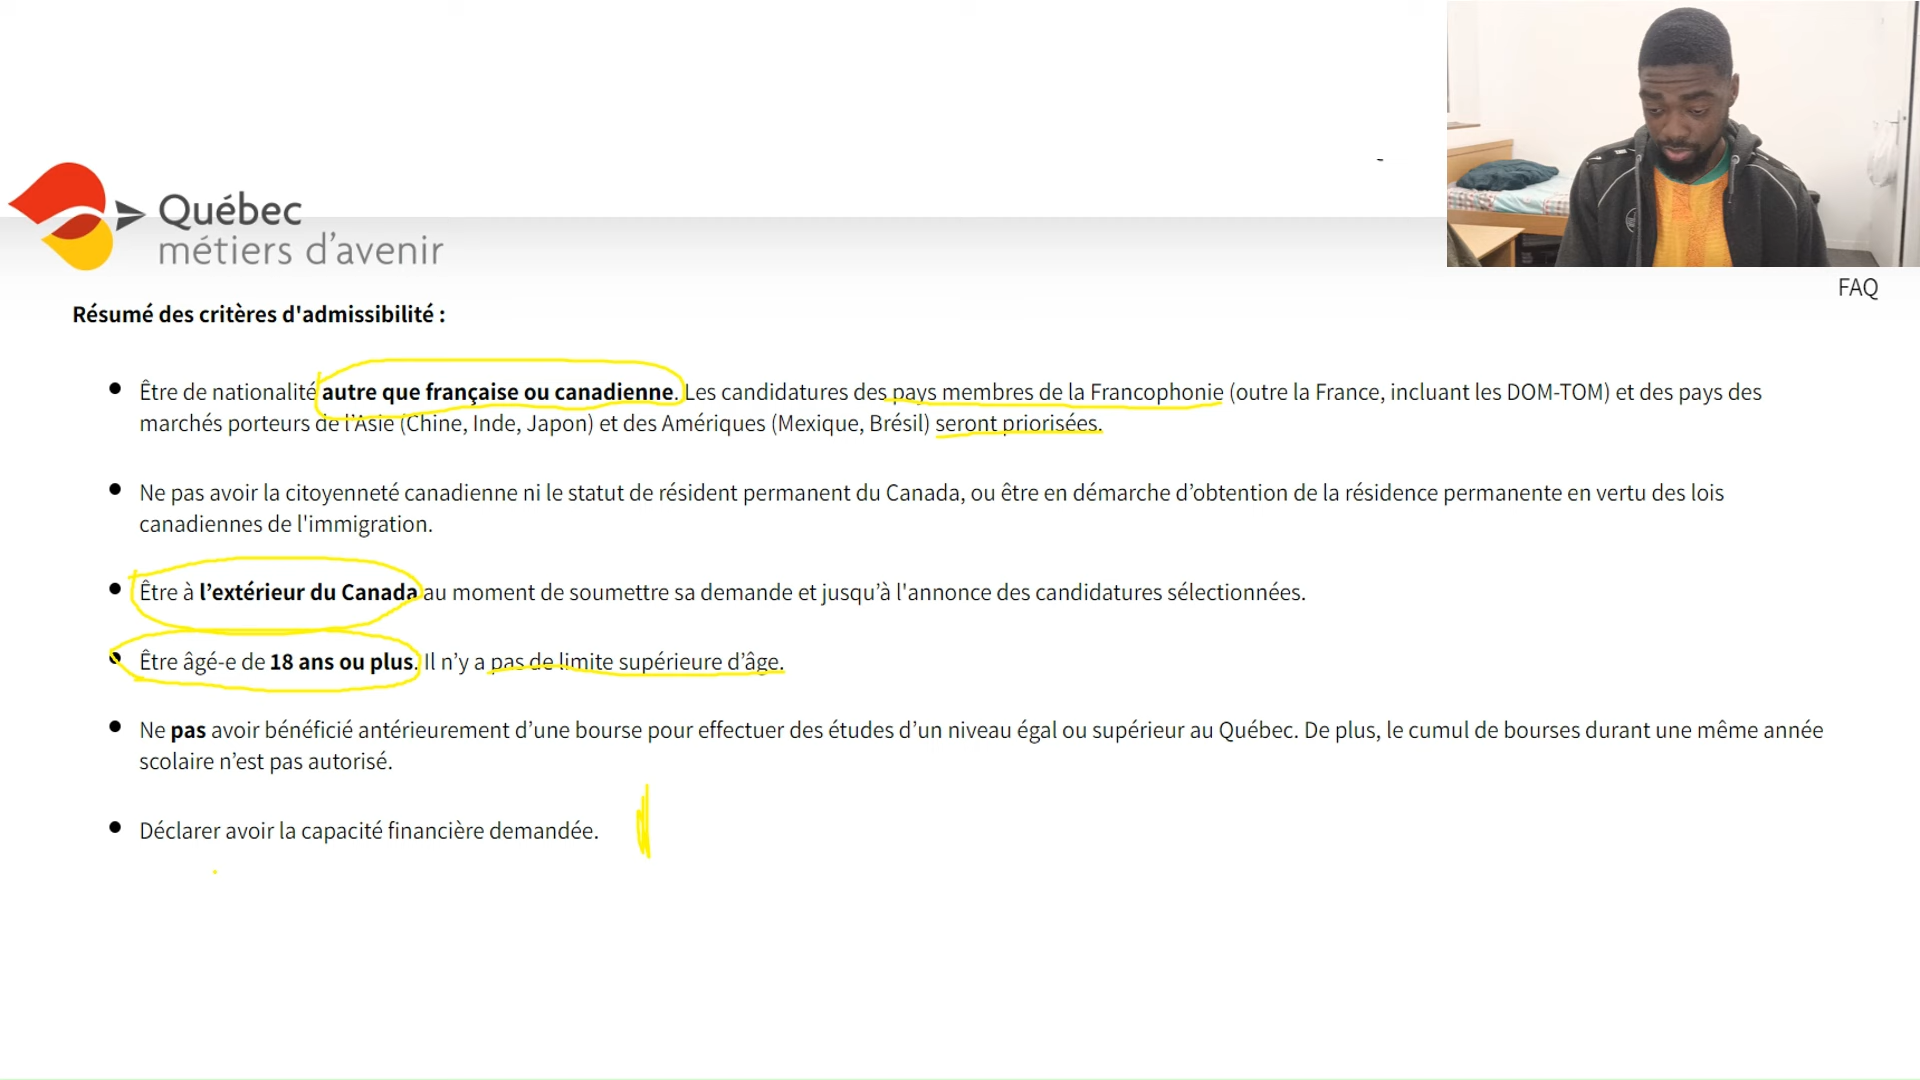 Québec
métiers d'avenir
FAQ
Résumé des critères d'admissibilité :
Être de nationalité autre que française ou canadienne. Les candidatures des pays membres de la Francophonie (outre la France, incluant les DOM-TOM) et des pays des
marchés porteurs de l'Asie (Chine, Inde, Japon) et des Amériques (Mexique, Brésil) seront priorisées.
Ne pas avoir la citoyenneté canadienne ni le statut de résident permanent du Canada, ou être en démarche d’obtention de la résidence permanente en vertu des lois
canadiennes de l'immigration.
Être à l’extérieur du Canada au moment de soumettre sa demande et jusqu’à l'annonce des candidatures sélectionnées.
Être âgé-e de 18 ans ou plus. Il n’y a pas de limite supérieure d’âge.
Ne pas avoir bénéficié antérieurement d’une bourse pour effectuer des études d’un niveau égal ou supérieur au Québec. De plus, le cumul de bourses durant une même année
scolaire n’est pas autorisé.
Déclarer avoir la capacité financière demandée.